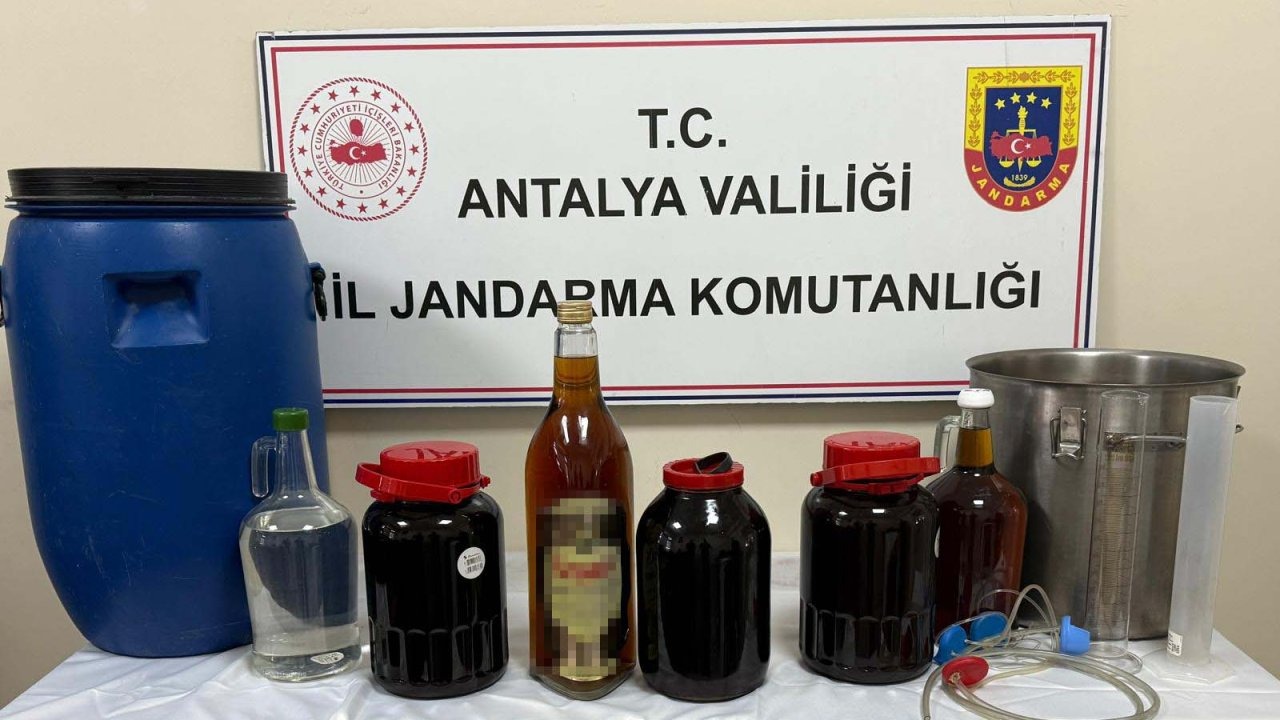 T.C.
ANTALYA VALİLİĞİ
İL JANDARMA KOMUTANLIĞI
TÜRKİYE CUMHURİYETİ İÇİŞLERİ BAKANLIĞI
1839
JANDARMA